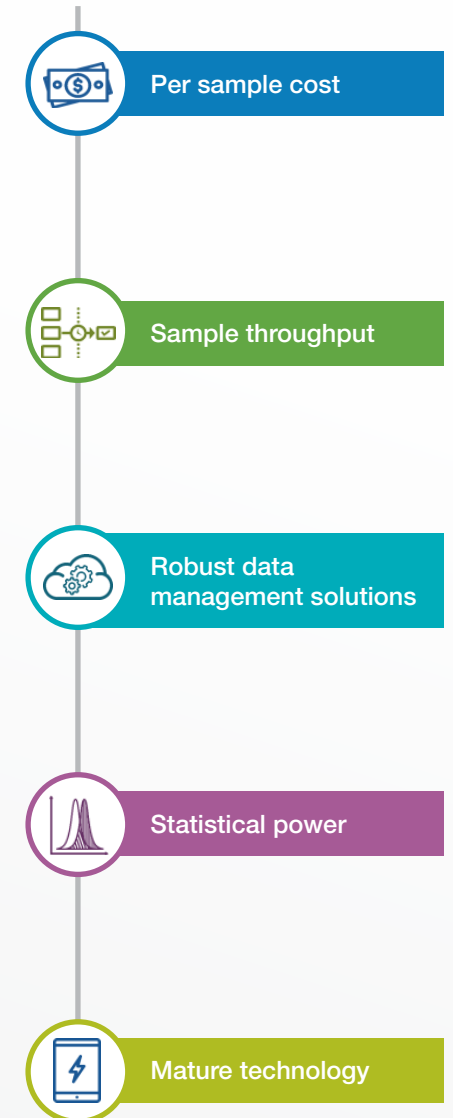 Per sample cost
Sample throughput
Robust data
management solutions
Statistical power
Mature technology